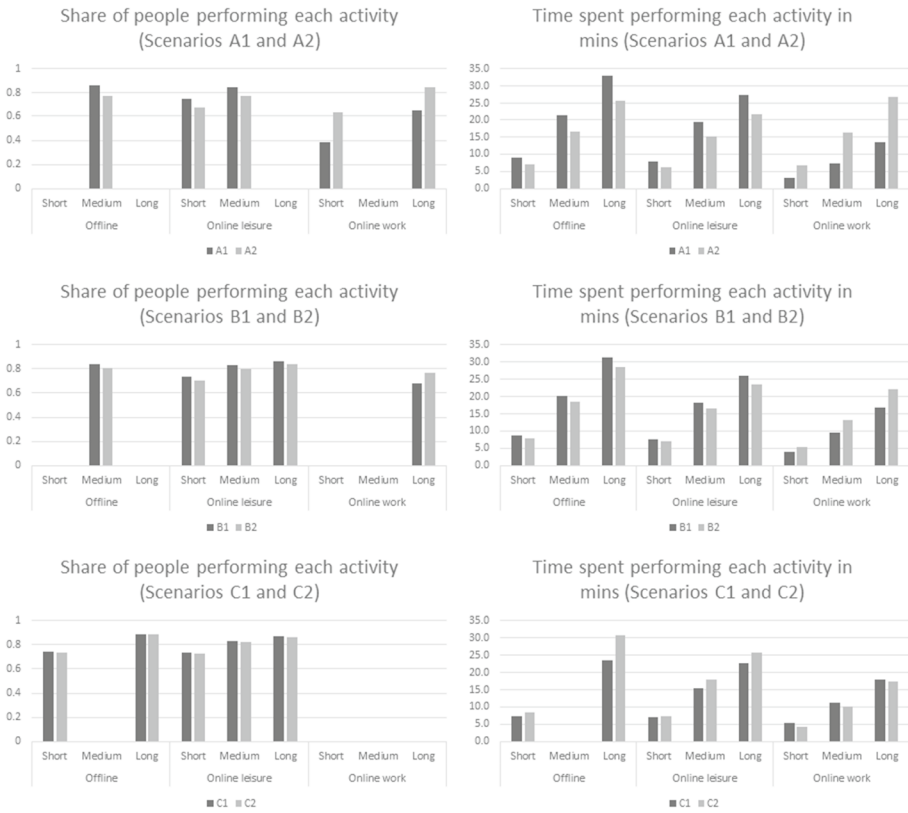 Share of people performing each activity
(Scenarios A1 and A2)
1
0.8
0.6
0.4
0.2
0
Short Medium Long Short Medium Long Short Medium Long
Offline Online leisure Online work
A1 A2
Time spent performing each activity in
mins (Scenarios A1 and A2)
35.0
30.0
25.0
20.0
15.0
10.0
5.0
0.0
Short Medium Long Short Medium Long Short Medium Long
Offline Online leisure Online work
A1 A2
Share of people performing each activity
(Scenarios B1 and B2)
1
0.8
0.6
0.4
0.2
0
Short Medium Long Short Medium Long Short Medium Long
Offline Online leisure Online work
B1 B2
Time spent performing each activity in
mins (Scenarios B1 and B2)
35.0
30.0
25.0
20.0
15.0
10.0
5.0
0.0
Short Medium Long Short Medium Long Short Medium Long
Offline Online leisure Online work
B1 B2
Share of people performing each activity
(Scenarios C1 and C2)
1
0.8
0.6
0.4
0.2
0
Short Medium Long Short Medium Long Short Medium Long
Offline Online leisure Online work
C1 C2
Time spent performing each activity in
mins (Scenarios C1 and C2)
35.0
30.0
25.0
20.0
15.0
10.0
5.0
0.0
Short Medium Long Short Medium Long Short Medium Long
Offline Online leisure Online work
C1 C2